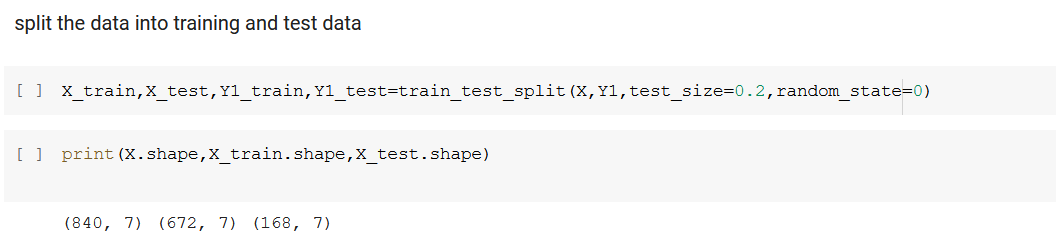 split the data into training and test data
[ ] X_train,X_test,Y1_train,Y1_test=train_test_split(X,Y1,test_size=0.2,random_state=0)
[ ] print(X.shape,X_train.shape,X_test.shape)
(840, 7) (672, 7) (168, 7)